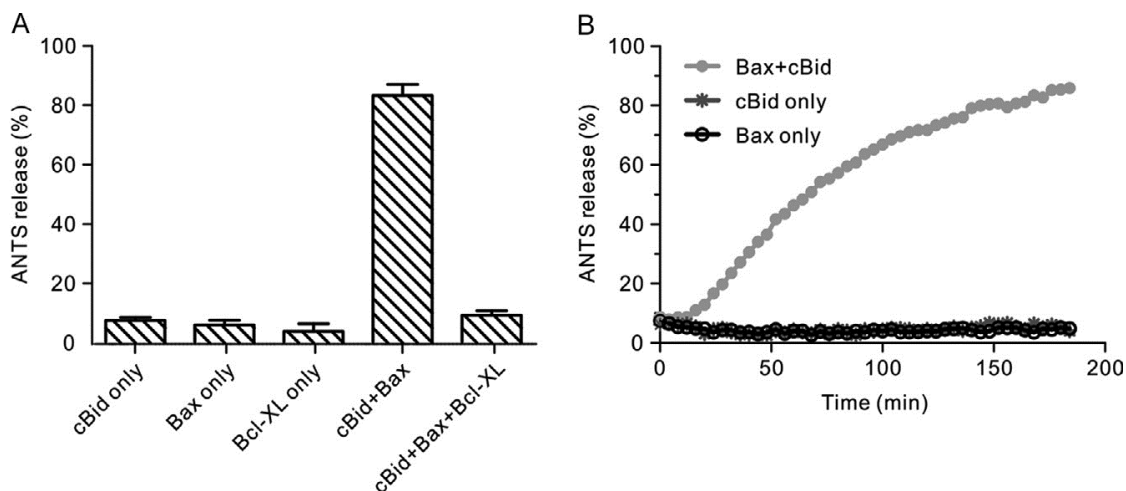 A
ANTS release (%)
100
80
60
40
20
0
cBid only
Bax only
Bcl-XL only
cBid+Bax
cBid+Bax+Bcl-XL
B
ANTS release (%)
100
80
60
40
20
0
Bax+cBid
cBid only
Bax only
0
50
100
150
200
Time (min)